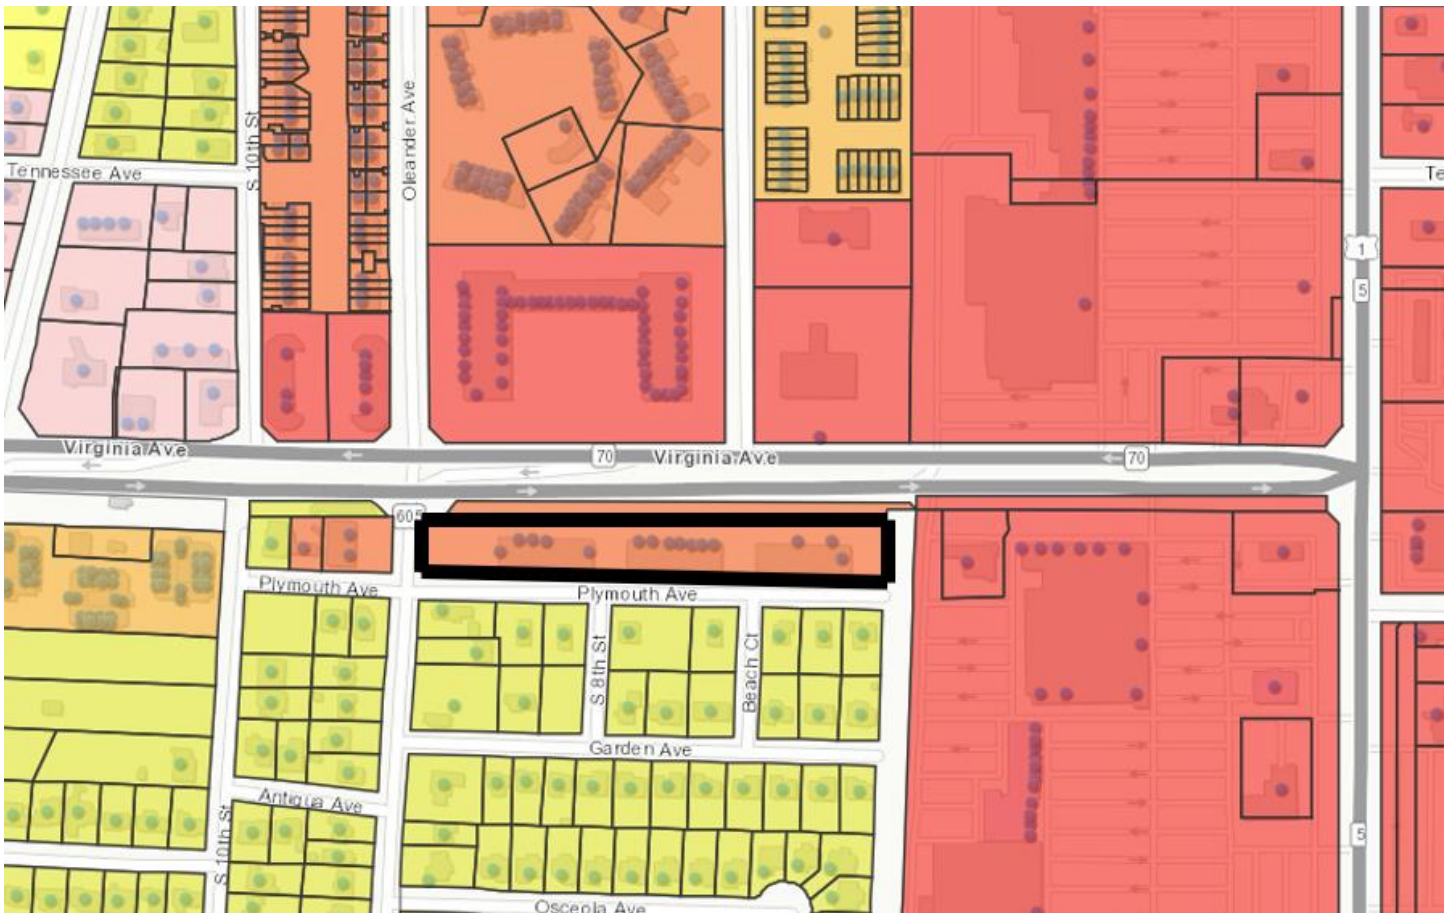 Tennessee Ave
S 10th St
Oleander Ave
Te
1
5
Virginia Ave
70
Virginia Ave
70
605
Plymouth Ave
Plymouth Ave
S 8th St
Beach Ct
Garden Ave
Antigua Ave
S 10th St
5
Osceola Ave